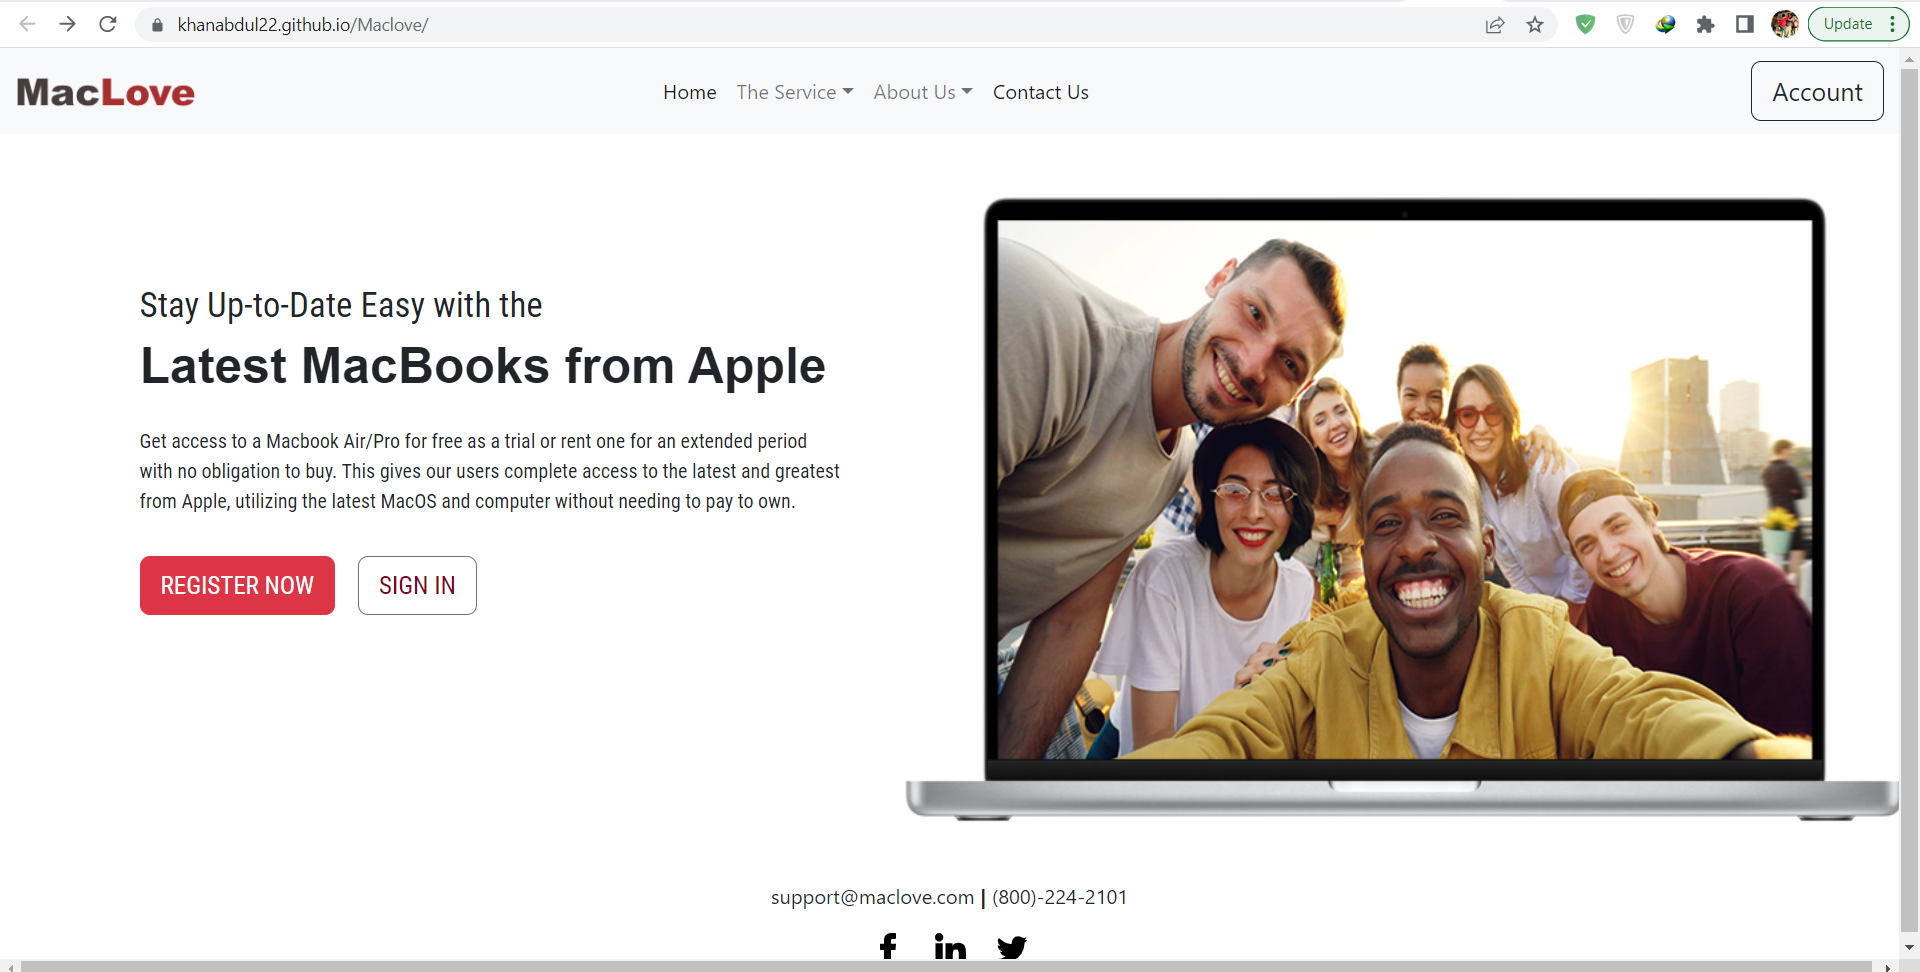 khanabdul22.github.io/Maclove/
Update
MacLove
Home
The Service
About Us
Contact Us
Account
Stay Up-to-Date Easy with the
Latest MacBooks from Apple
Get access to a Macbook Air/Pro for free as a trial or rent one for an extended period
with no obligation to buy. This gives our users complete access to the latest and greatest
from Apple, utilizing the latest MacOS and computer without needing to pay to own.
REGISTER NOW
SIGN IN
support@maclove.com | (800)-224-2101